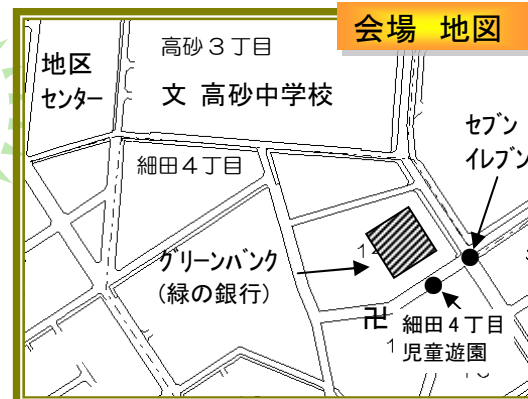 会場 地図
高砂3丁目
地区
センター
文 高砂中学校
セブン
イレブン
細田4丁目
グリーンバンク
(緑の銀行)
卍
細田4丁目
児童遊園